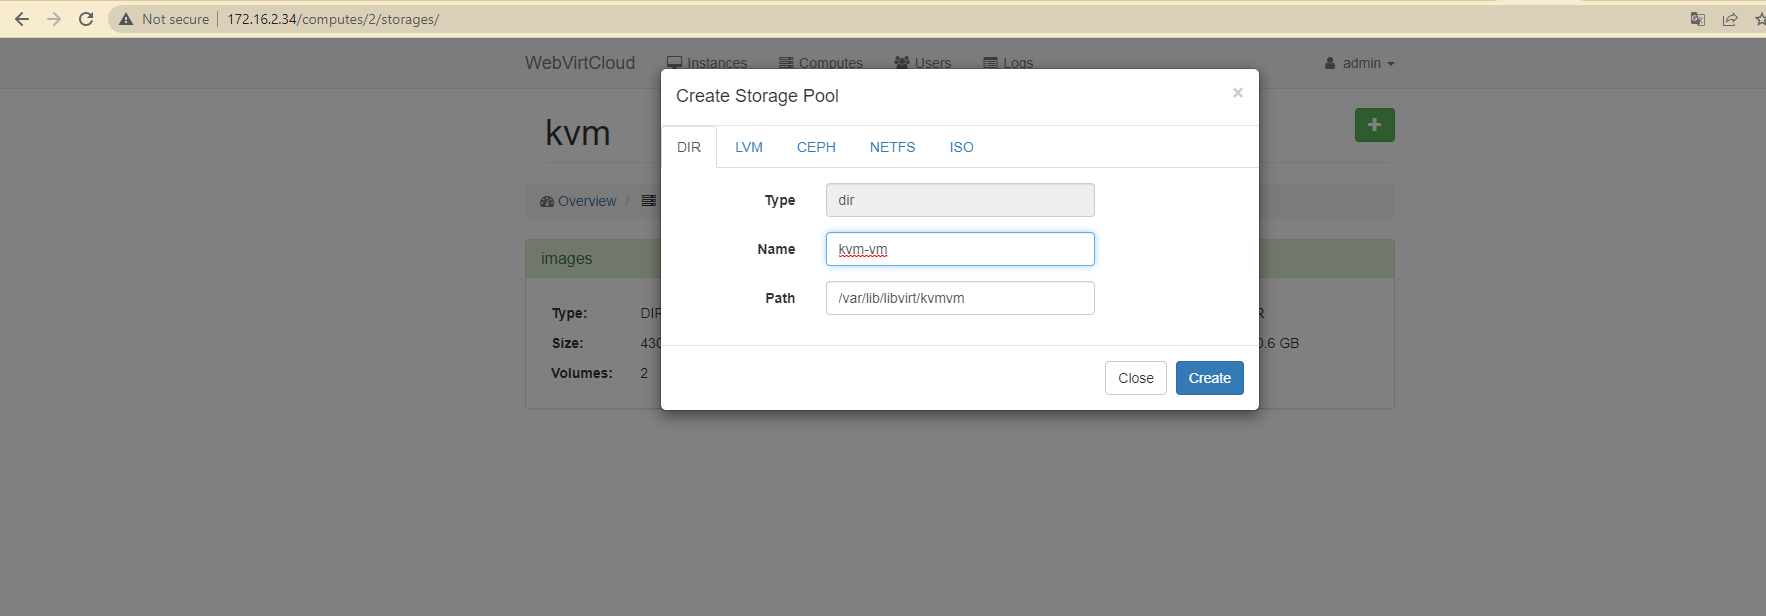 Not secure | 172.16.2.34/computes/2/storages/
WebVirtCloud Instances Computes Users Logs admin
Create Storage Pool ×
kvm
DIR LVM CEPH NETFS ISO
Type dir
Overview /
Name kvm-vm
images
Path /var/lib/libvirt/kvmvm
Type: DIR R
Size: 430 0.6 GB
Volumes: 2
Close Create